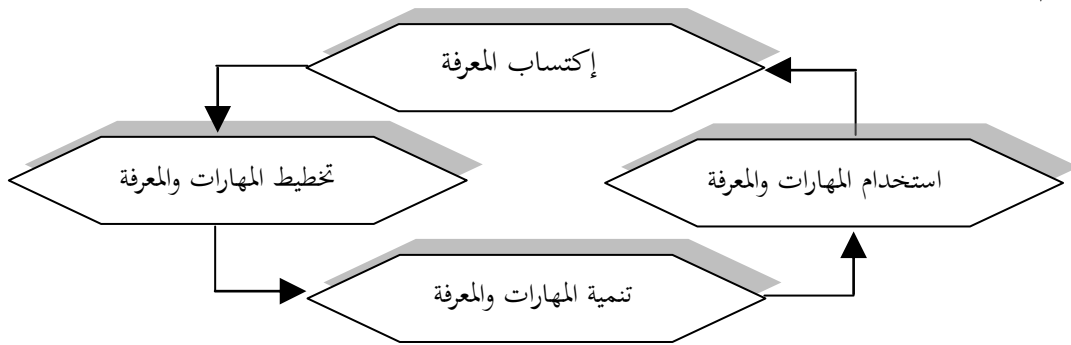 إكتساب المعرفة
استخدام المهارات والمعرفة
تخطيط المهارات والمعرفة
تنمية المهارات والمعرفة